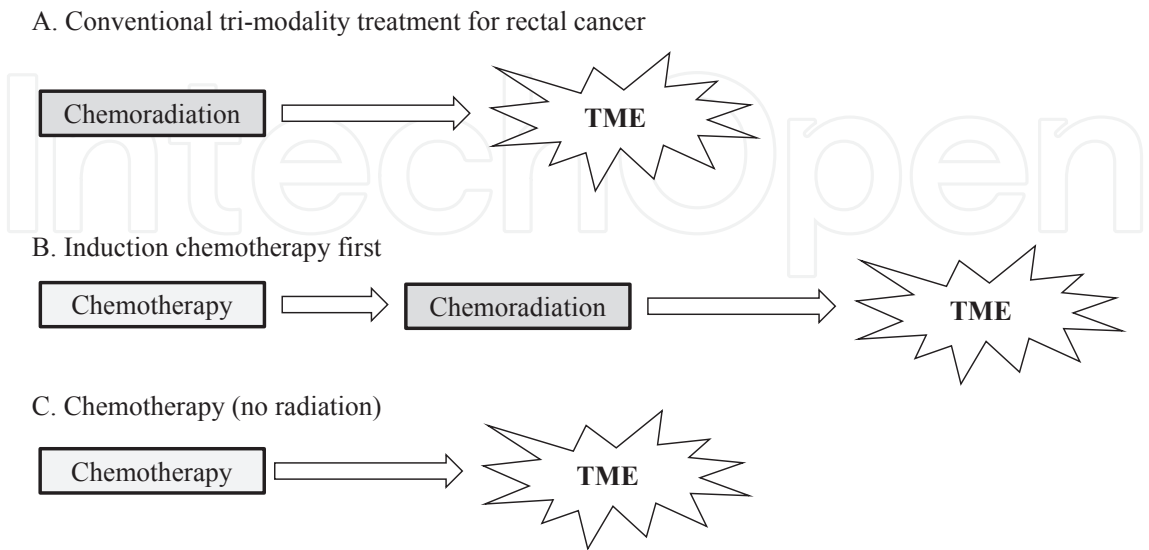 A. Conventional tri-modality treatment for rectal cancer
Chemoradiation
TME
IntechOpen
B. Induction chemotherapy first
Chemotherapy
Chemoradiation
TME
C. Chemotherapy (no radiation)
Chemotherapy
TME